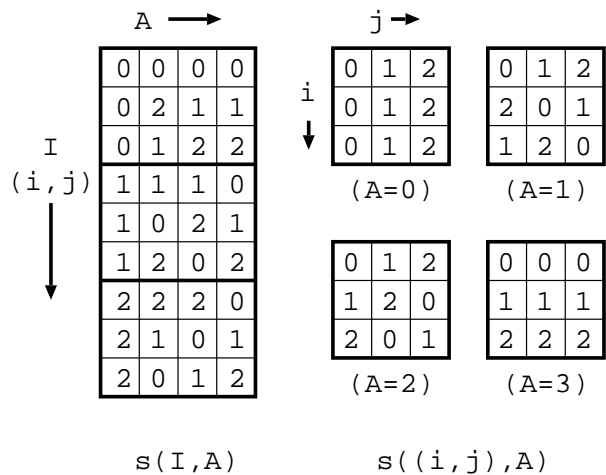 A
0 0 0 0
0 2 1 1
0 1 2 2
1 1 1 0
1 0 2 1
1 2 0 2
2 2 2 0
2 1 0 1
2 0 1 2
I
(i,j)
s(I,A)
j
i
0 1 2
0 1 2
0 1 2
(A=0)
0 1 2
2 0 1
1 2 0
(A=1)
0 1 2
1 2 0
2 0 1
(A=2)
0 0 0
1 1 1
2 2 2
(A=3)
s((i,j),A)